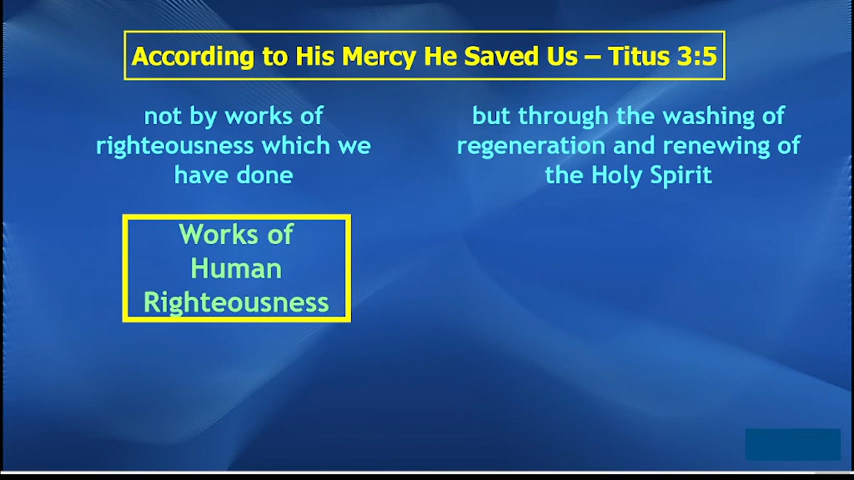 According to His Mercy He Saved Us – Titus 3:5
not by works of
righteousness which we
have done
but through the washing of
regeneration and renewing of
the Holy Spirit
Works of
Human
Righteousness